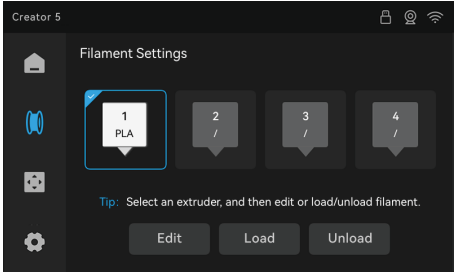 Creator 5
Filament Settings
1
PLA
2
/
3
/
4
/
Tip: Select an extruder, and then edit or load/unload filament.
Edit
Load
Unload